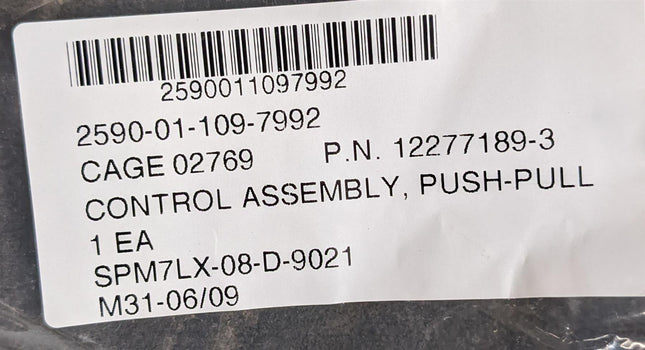 2590011097992
2590-01-109-7992
CAGE 02769 P.N. 12277189-3
CONTROL ASSEMBLY, PUSH-PULL
1 EA
SPM7LX-08-D-9021
M31-06/09